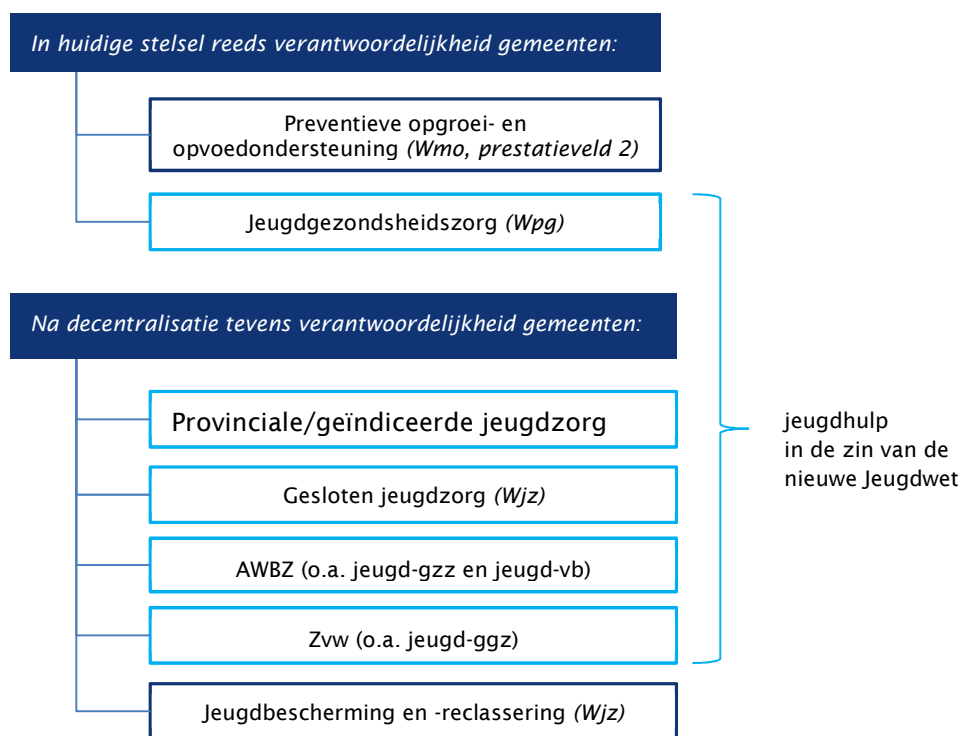 In huidige stelsel reeds verantwoordelijkheid gemeenten:
Preventieve opgroei- en
opvoedondersteuning (Wmo, prestatieveld 2)
Jeugdgezondsheidszorg (Wpg)
Na decentralisatie tevens verantwoordelijkheid gemeenten:
Provinciale/geïndiceerde jeugdzorg
Gesloten jeugdzorg (Wjz)
AWBZ (o.a. jeugd-gzz en jeugd-vb)
Zvw (o.a. jeugd-ggz)
Jeugdbescherming en -reclassering (Wjz)
jeugdhulp
in de zin van de
nieuwe Jeugdwet